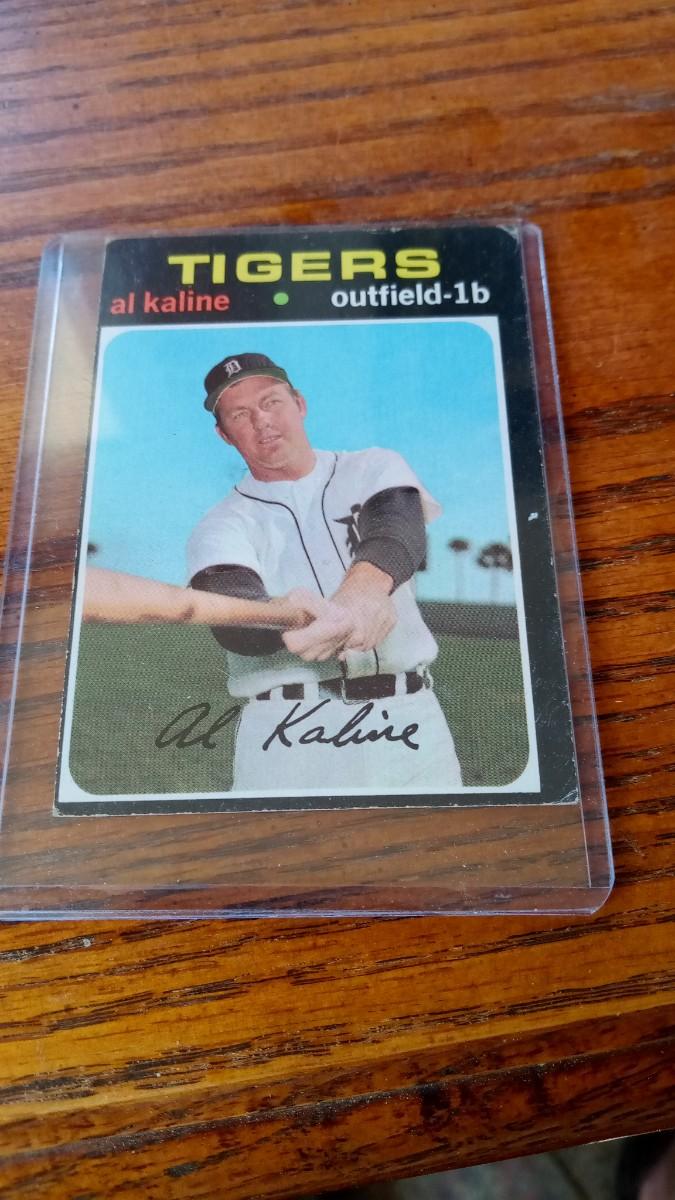 TIGERS
al kaline • outfield-1b
D
Al Kaline